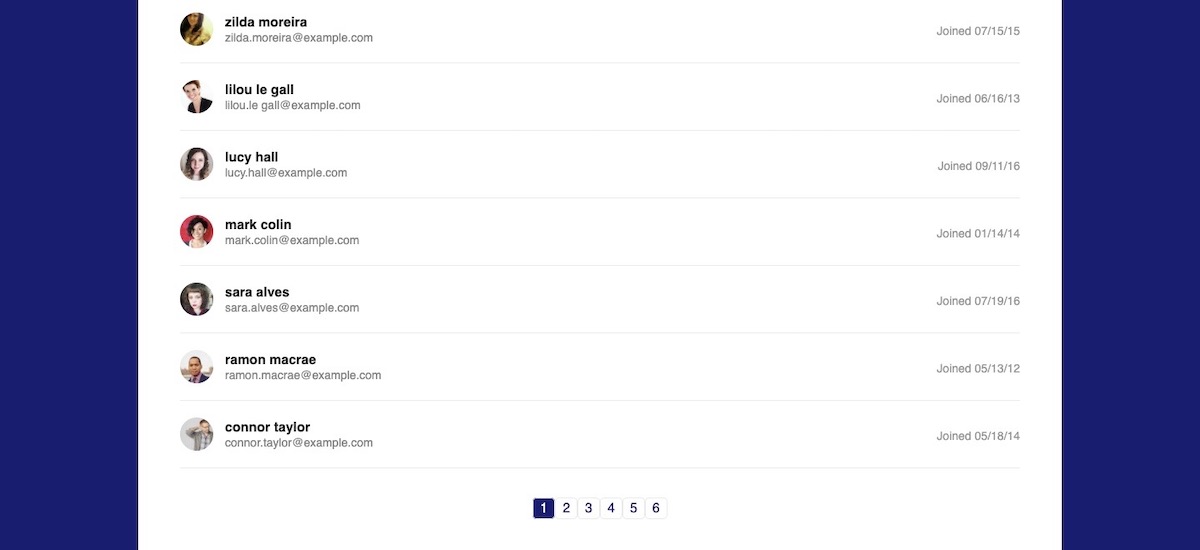 zilda moreira
zilda.moreira@example.com
Joined 07/15/15
lilou le gall
lilou.le gall@example.com
Joined 06/16/13
lucy hall
lucy.hall@example.com
Joined 09/11/16
mark colin
mark.colin@example.com
Joined 01/14/14
sara alves
sara.alves@example.com
Joined 07/19/16
ramon macrae
ramon.macrae@example.com
Joined 05/13/12
connor taylor
connor.taylor@example.com
Joined 05/18/14
1 2 3 4 5 6